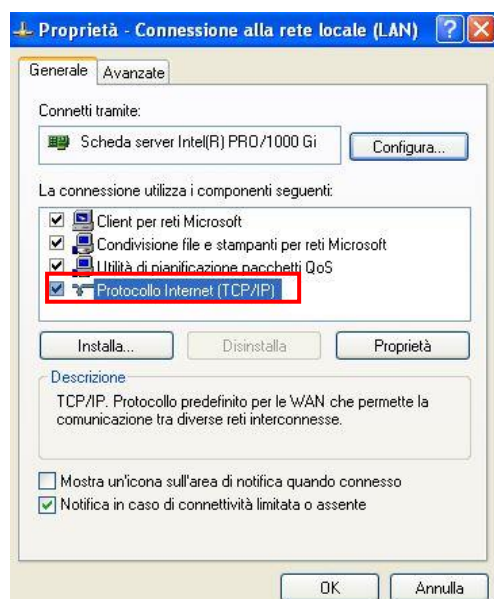 Proprietà - Connessione alla rete locale (LAN)
Generale
Avanzate
Connetti tramite:
Scheda server Intel(R) PRO/1000 Gi
Configura...
La connessione utilizza i componenti seguenti:
Client per reti Microsoft
Condivisione file e stampanti per reti Microsoft
Utilità di pianificazione pacchetti QoS
Protocollo Internet (TCP/IP)
Installa...
Disinstalla
Proprietà
Descrizione
TCP/IP. Protocollo predefinito per le WAN che permette la
comunicazione tra diverse reti interconnesse.
Mostra un'icona sull'area di notifica quando connesso
Notifica in caso di connettività limitata o assente
OK
Annulla